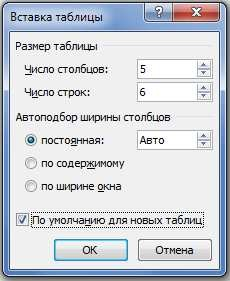 Вставка таблицы
Размер таблицы
Число столбцов: 5
Число строк: 6
Автоподбор ширины столбцов
постоянная: Авто
по содержимому
по ширине окна
По умолчанию для новых таблиц
ОК Отмена